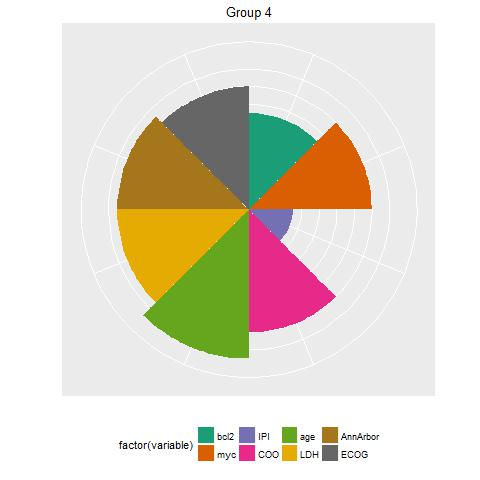 Group 4
factor(variable)
bcl2 IPI age AnnArbor
myc COO LDH ECOG